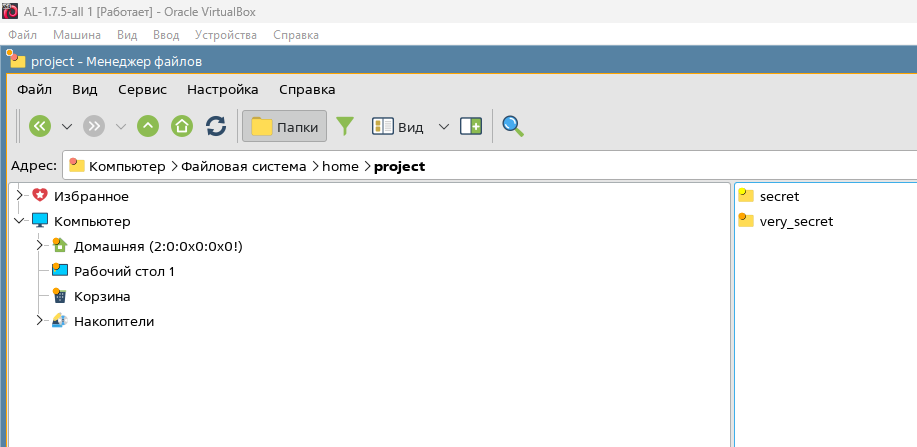 AL-1.7.5-all 1 [Работает] - Oracle VirtualBox
Файл Машина Вид Ввод Устройства Справка
project - Менеджер файлов
Файл Вид Сервис Настройка Справка
Папки Вид
Адрес: Компьютер Файловая система home project
Избранное
secret
Компьютер
very_secret
Домашняя (2:0:0x0:0x0!)
Рабочий стол 1
Корзина
Накопители